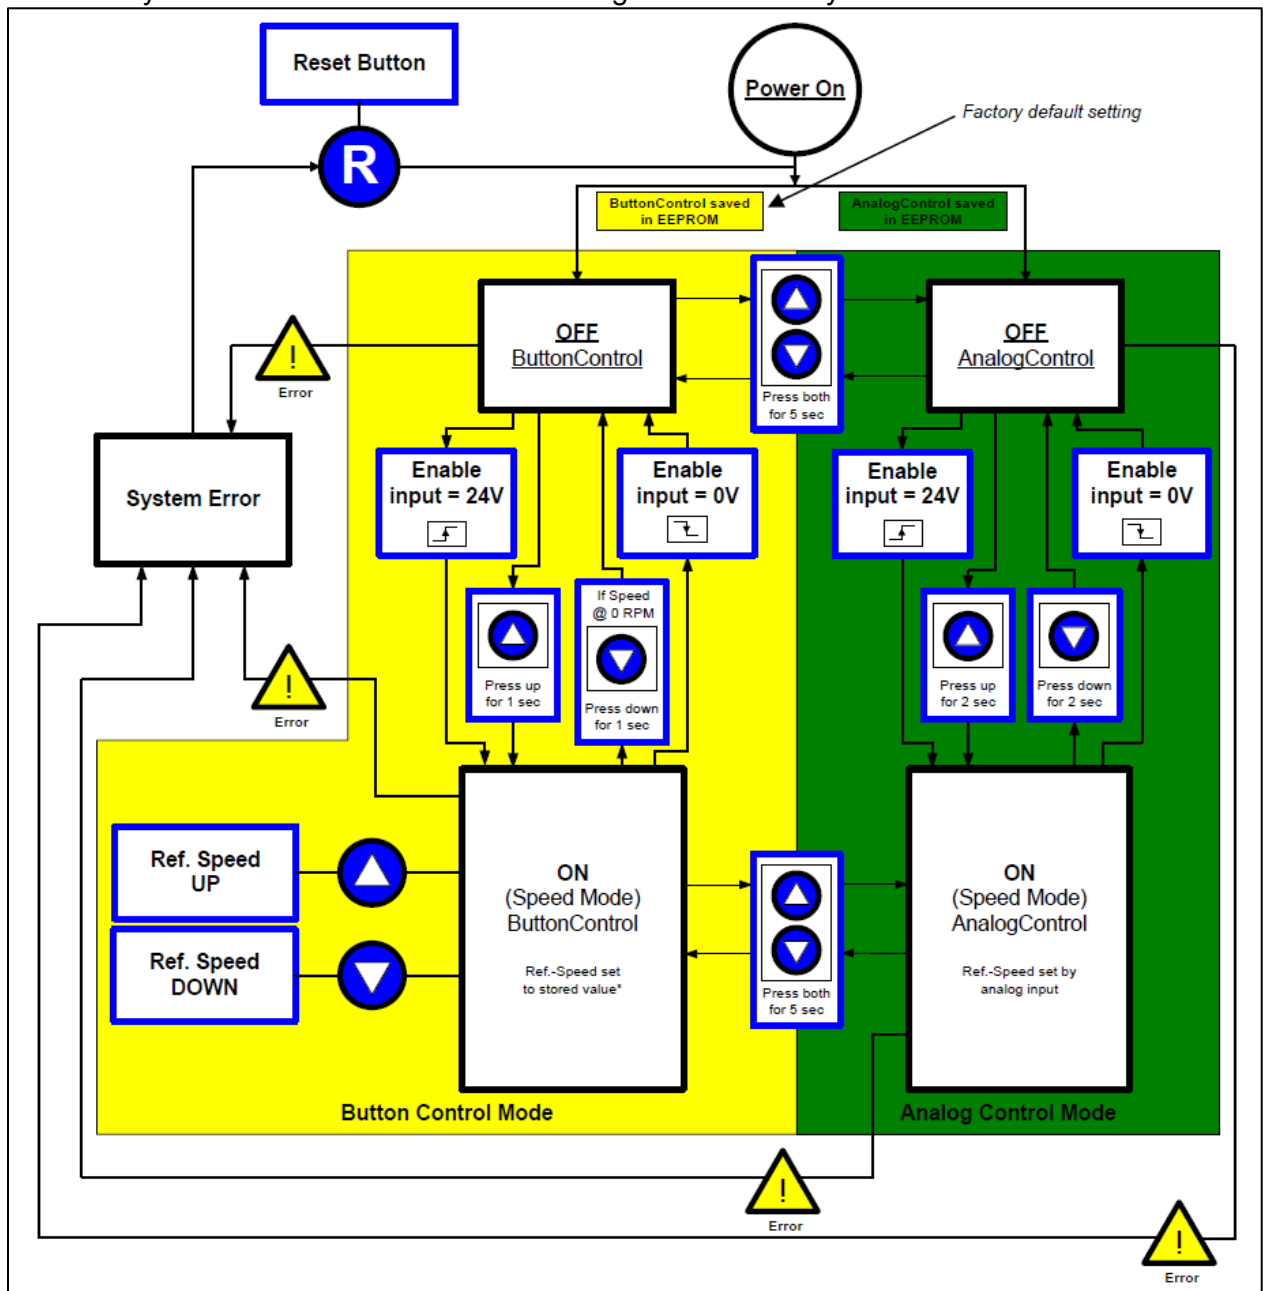 Reset Button
Power On
Factory default setting
R
ButtonControl saved
in EEPROM
AnalogControl saved
in EEPROM
OFF
ButtonControl
OFF
AnalogControl
!
Error
Press both
for 5 sec
System Error
Enable
input = 24V
Enable
input = 0V
Enable
input = 24V
Enable
input = 0V
If Speed
@ 0 RPM
Press up
for 1 sec
Press down
for 1 sec
Press up
for 2 sec
Press down
for 2 sec
!
Error
Ref. Speed
UP
Ref. Speed
DOWN
ON
(Speed Mode)
ButtonControl
Ref.-Speed set
to stored value*
Press both
for 5 sec
ON
(Speed Mode)
AnalogControl
Ref.-Speed set by
analog input
Button Control Mode
Analog Control Mode
!
Error
!
Error